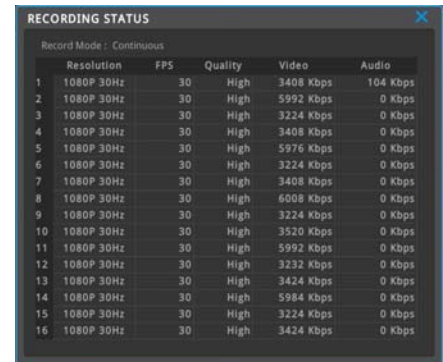 RECORDING STATUS X
Record Mode : Continuous
Resolution FPS Quality Video Audio
1 1080P 30Hz 30 High 3408 Kbps 104 Kbps
2 1080P 30Hz 30 High 5992 Kbps 0 Kbps
3 1080P 30Hz 30 High 3224 Kbps 0 Kbps
4 1080P 30Hz 30 High 3408 Kbps 0 Kbps
5 1080P 30Hz 30 High 5976 Kbps 0 Kbps
6 1080P 30Hz 30 High 3224 Kbps 0 Kbps
7 1080P 30Hz 30 High 3408 Kbps 0 Kbps
8 1080P 30Hz 30 High 6008 Kbps 0 Kbps
9 1080P 30Hz 30 High 3224 Kbps 0 Kbps
10 1080P 30Hz 30 High 3520 Kbps 0 Kbps
11 1080P 30Hz 30 High 5992 Kbps 0 Kbps
12 1080P 30Hz 30 High 3232 Kbps 0 Kbps
13 1080P 30Hz 30 High 3424 Kbps 0 Kbps
14 1080P 30Hz 30 High 5984 Kbps 0 Kbps
15 1080P 30Hz 30 High 3224 Kbps 0 Kbps
16 1080P 30Hz 30 High 3424 Kbps 0 Kbps